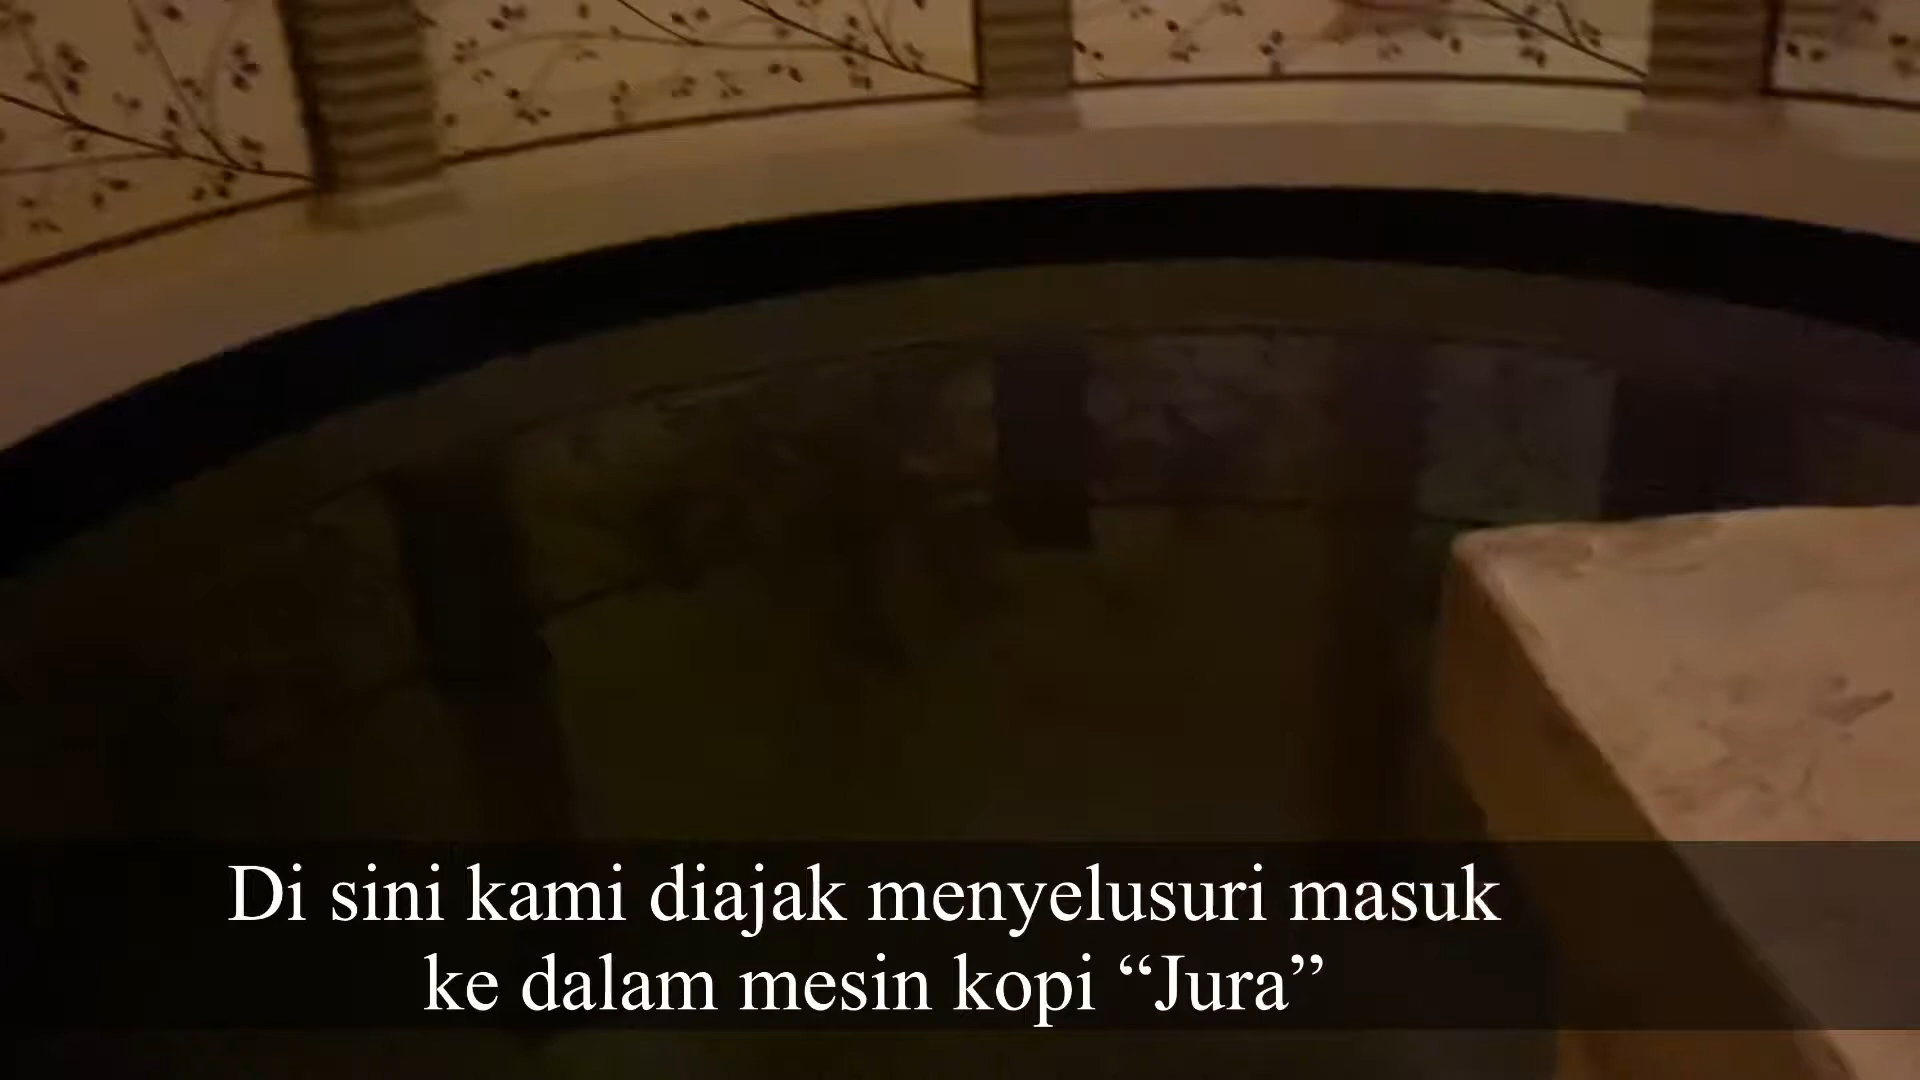 Di sini kami diajak menyelusuri masuk
ke dalam mesin kopi “Jura”